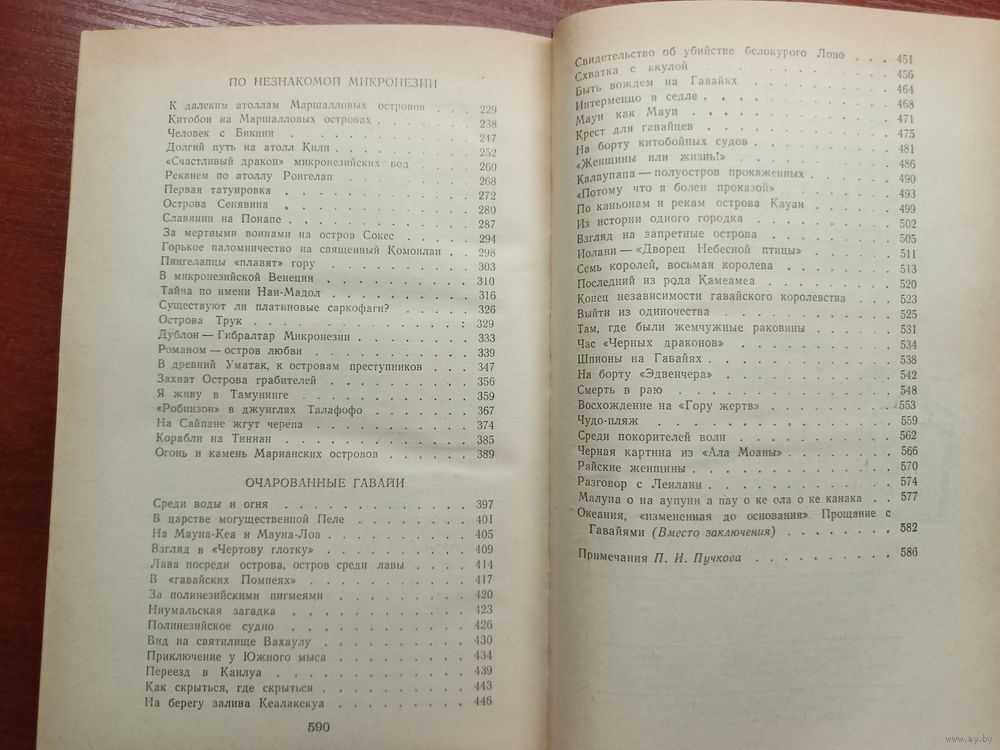 ПО НЕЗНАКОМОЙ МИКРОНЕЗИИ
К далеким атоллам Маршалловых островов . . . 229
Китобои на Маршалловых островах . . . . . 238
Человек с Бикини . . . . . . . . . 247
Долгий путь на атолл Кили . . . . . . . 252
«Счастливый дракон» микронезийских вод . . . 260
Реквием по атоллу Ронгелап . . . . . . . 268
Первая татуировка . . . . . . . . . 272
Острова Сенявина . . . . . . . . . 280
Славянин на Понапе . . . . . . . . . 287
За мертвыми воинами на остров Сокес . . . . 294
Горькое паломничество на священный Комонлаи . . 298
Пингелапцы «плавят» гору . . . . . . . 303
В микронезийской Венеции . . . . . . . 310
Тайна по имени Нан-Мадол . . . . . . . 316
Существуют ли платиновые саркофаги? . . . . 326
Острова Трук . . . . . . . . . . : 329
Дублон — Гибралтар Микронезии . . . . . . 333
Романом — остров любви . . . . . . . . 339
В древний Уматак, к островам преступников . . . 347
Захват Острова грабителей . . . . . . . 356
Я живу в Тамунинге . . . . . . . . . 359
«Робинзон» в джунглях Талафофо . . . . . 367
На Сайпане жгут черепа . . . . . . . . 374
Корабли на Тиниан . . . . . . . . . 385
Огонь и камень Марианских островов . . . . . 389
ОЧАРОВАННЫЕ ГАВАЙИ
Среди воды и огня . . . . . . . . . 397
В царстве могущественной Пеле . . . . . . 401
На Мауна-Кеа и Мауна-Лоа . . . . . . . 405
Взгляд в «Чертову глотку» . . . . . . . 409
Лава посреди острова, остров среди лавы . . . . 414
В «гавайских Помпеях» . . . . . . . . 417
За полинезийскими пигмеями . . . . . . . 420
Ниумальская загадка . . . . . . . . . 423
Полинезийское судно . . . . . . . . . 426
Вид на святилище Вахаулу . . . . . . . 430
Приключение у Южного мыса . . . . . . . 434
Переезд в Каилуа . . . . . . . . . 439
Как скрыться, где скрыться . . . . . . . 443
На берегу залива Кеалакекуа . . . . . . . 446
590
Свидетельство об убийстве белокурого Лоно . . . 451
Схватка с акулой . . . . . . . . . 456
Быть вождем на Гавайях . . . . . . . . 464
Интермеццо в седле . . . . . . . . . 468
Мауи как Мауи . . . . . . . . . . 471
Крест для гавайцев . . . . . . . . . 475
На борту китобойных судов . . . . . . . 481
«Женщины или жизнь!» . . . . . . . . 486
Калаупапа — полуостров прокаженных . . . . . 490
«Потому что я болен проказой» . . . . . . 493
По каньонам и рекам острова Кауаи . . . . . 499
Из истории одного городка . . . . . . . 502
Взгляд на запретные острова . . . . . . . 505
Иолани — «Дворец Небесной птицы» . . . . . 511
Семь королей, восьмая королева . . . . . . 513
Последний из рода Камеамеа . . . . . . . 520
Конец независимости гавайского королевства . . . 523
Выйти из одиночества . . . . . . . . 525
Там, где были жемчужные раковины . . . . . 531
Час «Черных драконов» . . . . . . . . 534
Шпионы на Гавайях . . . . . . . . . 538
На борту «Эдвенчера» . . . . . . . . 542
Смерть в раю . . . . . . . . . . 548
Восхождение на «Гору жертв» . . . . . . . 553
Чудо-пляж . . . . . . . . . . . 559
Среди покорителей волн . . . . . . . . 562
Черная картина из «Ала Моаны» . . . . . . 566
Райские женщины . . . . . . . . . 570
Разговор с Леилани . . . . . . . . . 574
Малупа о на аупуни а пау о ке ола о ке канака . . 577
Океания, «измененная до основания». Прощание с
Гавайями (Вместо заключения) . . . . . . . 582
Примечания П. И. Пучкова . . . . . . . . 586
www.ay.by